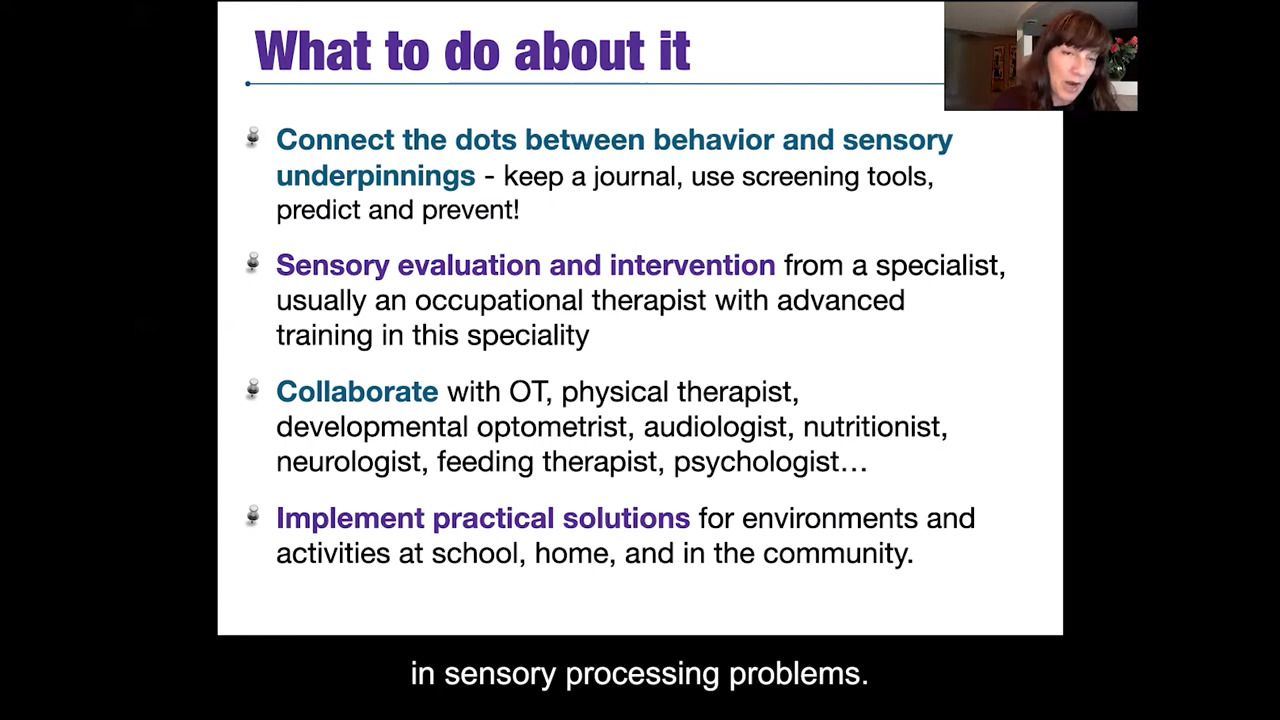 What to do about it
Connect the dots between behavior and sensory
underpinnings - keep a journal, use screening tools,
predict and prevent!
Sensory evaluation and intervention from a specialist,
usually an occupational therapist with advanced
training in this speciality
Collaborate with OT, physical therapist,
developmental optometrist, audiologist, nutritionist,
neurologist, feeding therapist, psychologist…
Implement practical solutions for environments and
activities at school, home, and in the community.
in sensory processing problems.